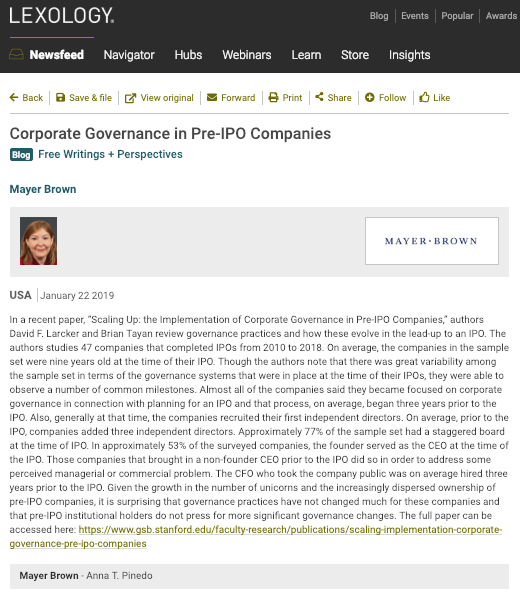 LEXOLOGY.
Blog Events Popular Awards
Newsfeed Navigator Hubs Webinars Learn Store Insights
Back Save & file View original Forward Print Share Follow Like
Corporate Governance in Pre-IPO Companies
Blog Free Writings + Perspectives
Mayer Brown
MAYER·BROWN
USA January 22 2019
In a recent paper, “Scaling Up: the Implementation of Corporate Governance in Pre-IPO Companies,” authors
David F. Larcker and Brian Tayan review governance practices and how these evolve in the lead-up to an IPO. The
authors studies 47 companies that completed IPOs from 2010 to 2018. On average, the companies in the sample
set were nine years old at the time of their IPO. Though the authors note that there was great variability among
the sample set in terms of the governance systems that were in place at the time of their IPOs, they were able to
observe a number of common milestones. Almost all of the companies said they became focused on corporate
governance in connection with planning for an IPO and that process, on average, began three years prior to the
IPO. Also, generally at that time, the companies recruited their first independent directors. On average, prior to the
IPO, companies added three independent directors. Approximately 77% of the sample set had a staggered board
at the time of IPO. In approximately 53% of the surveyed companies, the founder served as the CEO at the time of
the IPO. Those companies that brought in a non-founder CEO prior to the IPO did so in order to address some
perceived managerial or commercial problem. The CFO who took the company public was on average hired three
years prior to the IPO. Given the growth in the number of unicorns and the increasingly dispersed ownership of
pre-IPO companies, it is surprising that governance practices have not changed much for these companies and
that pre-IPO institutional holders do not press for more significant governance changes. The full paper can be
accessed here: https://www.gsb.stanford.edu/faculty-research/publications/scaling-implementation-corporate-
governance-pre-ipo-companies
Mayer Brown - Anna T. Pinedo